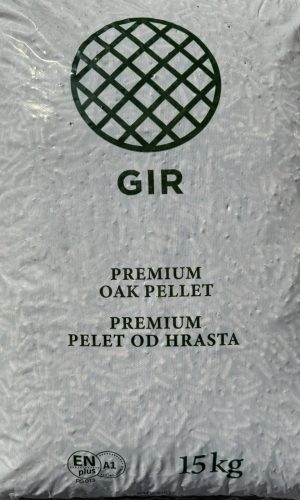 GIR
PREMIUM
OAK PELLET
PREMIUM
PELET OD HRASTA
EN
plus
A1
15kg